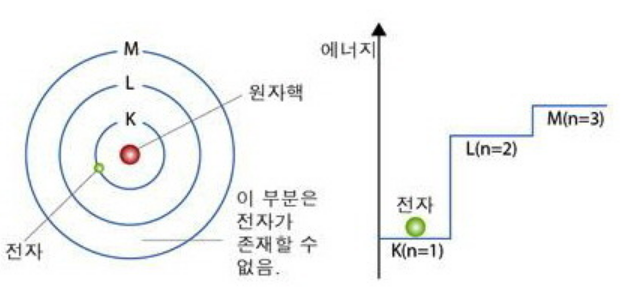 M
L
K
원자핵
전자
이 부분은
전자가
존재할 수
없음.
에너지
M(n=3)
L(n=2)
전자
K(n=1)